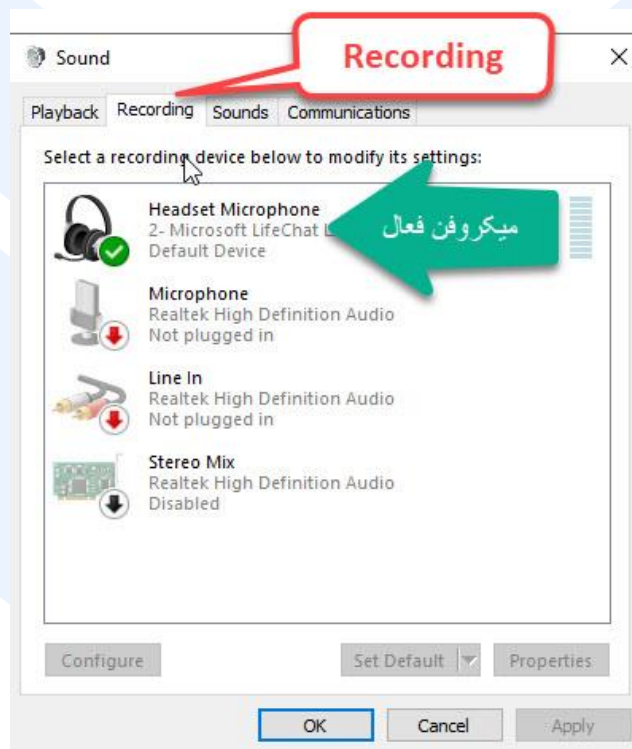 Sound
Recording
Playback Recording Sounds Communications
Select a recording device below to modify its settings:
Headset Microphone
2- Microsoft LifeChat
Default Device
میکروفن فعال
Microphone
Realtek High Definition Audio
Not plugged in
Line In
Realtek High Definition Audio
Not plugged in
Stereo Mix
Realtek High Definition Audio
Disabled
Configure Set Default Properties
OK Cancel Apply